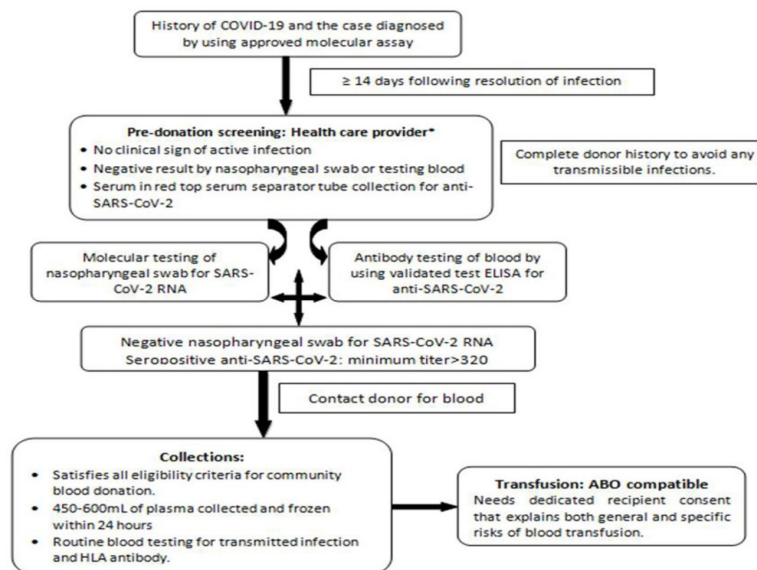 History of COVID-19 and the case diagnosed
by using approved molecular assay
≥ 14 days following resolution of infection
Pre-donation screening: Health care provider*
• No clinical sign of active infection
• Negative result by nasopharyngeal swab or testing blood
• Serum in red top serum separator tube collection for anti-
SARS-CoV-2
Complete donor history to avoid any
transmissible infections.
Molecular testing of
nasopharyngeal swab for SARS-
CoV-2 RNA
Antibody testing of blood by
using validated test ELISA for
anti-SARS-CoV-2
Negative nasopharyngeal swab for SARS-CoV-2 RNA
Seropositive anti-SARS-CoV-2: minimum titer>320
Contact donor for blood
Collections:
• Satisfies all eligibility criteria for community
blood donation.
• 450-600mL of plasma collected and frozen
within 24 hours
• Routine blood testing for transmitted infection
and HLA antibody.
Transfusion: ABO compatible
Needs dedicated recipient consent
that explains both general and specific
risks of blood transfusion.